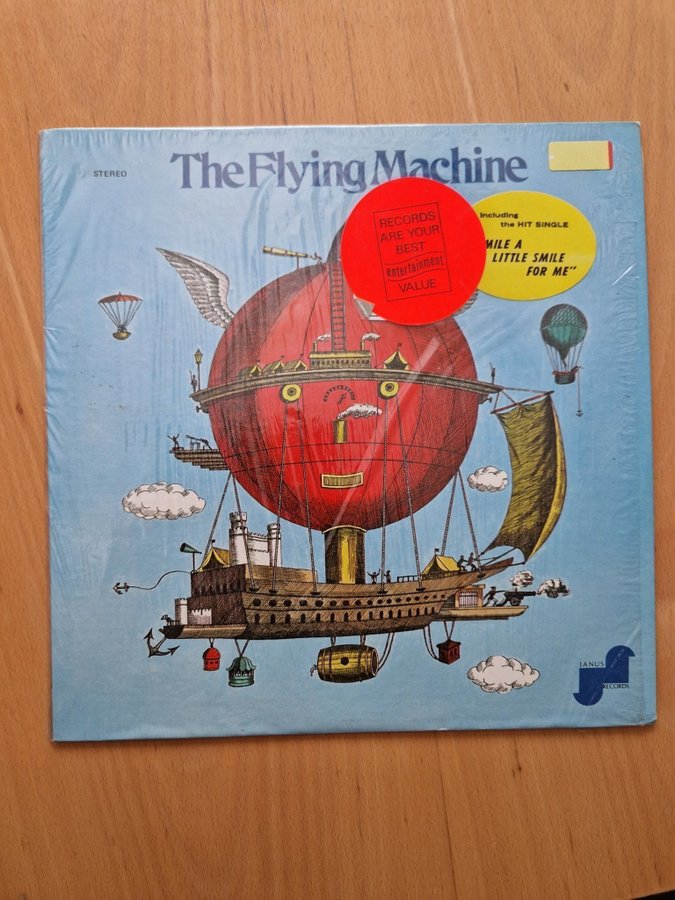 STEREO
The Flying Machine
RECORDS
ARE YOUR
BEST
entertainment
VALUE
Including
the HIT SINGLE
MILE A
LITTLE SMILE
FOR ME"
JANUS
RECORDS